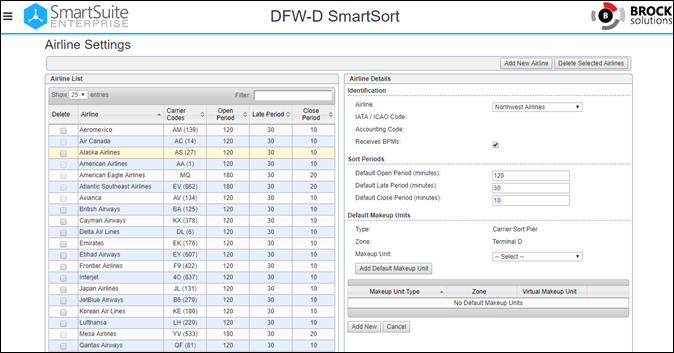 SmartSuite
ENTERPRISE
DFW-D SmartSort
B
BROCK
solutions
Airline Settings
Add New Airline
Delete Selected Airlines
Airline List
Show 25 entries
Filter:
Delete Airline Carrier Codes Open Period Late Period Close Period
Aeromexico AM (139) 120 30 10
Air Canada AC (14) 120 30 10
Alaska Airlines AS (27) 120 30 10
American Airlines AA (1) 120 30 10
American Eagle Airlines MQ 180 30 20
Atlantic Southeast Airlines EV (862) 180 30 20
Avianca AV (134) 120 30 10
British Airways BA (125) 120 30 10
Cayman Airways KX (378) 120 30 10
Delta Air Lines DL (6) 120 30 10
Emirates EK (176) 120 30 10
Etihad Airways EY (607) 120 30 10
Frontier Airlines F9 (422) 120 30 10
Interjet 4O (837) 120 30 10
Japan Airlines JL (131) 120 30 10
JetBlue Airways B6 (279) 120 30 10
Korean Air Lines KE (180) 120 30 10
Lufthansa LH (220) 120 30 10
Mesa Airlines YV (533) 180 30 20
Qantas Airways QF (81) 120 30 10
Airline Details
Identification
Airline: Northwest Airlines
IATA / ICAO Code:
Accounting Code:
Receives BPMs:
Sort Periods
Default Open Period (minutes): 120
Default Late Period (minutes): 30
Default Close Period (minutes): 10
Default Makeup Units
Type: Carrier Sort Pier
Zone: Terminal D
Makeup Unit: -- Select --
Add Default Makeup Unit
Makeup Unit Type Zone Virtual Makeup Unit
No Default Makeup Units
Add New
Cancel